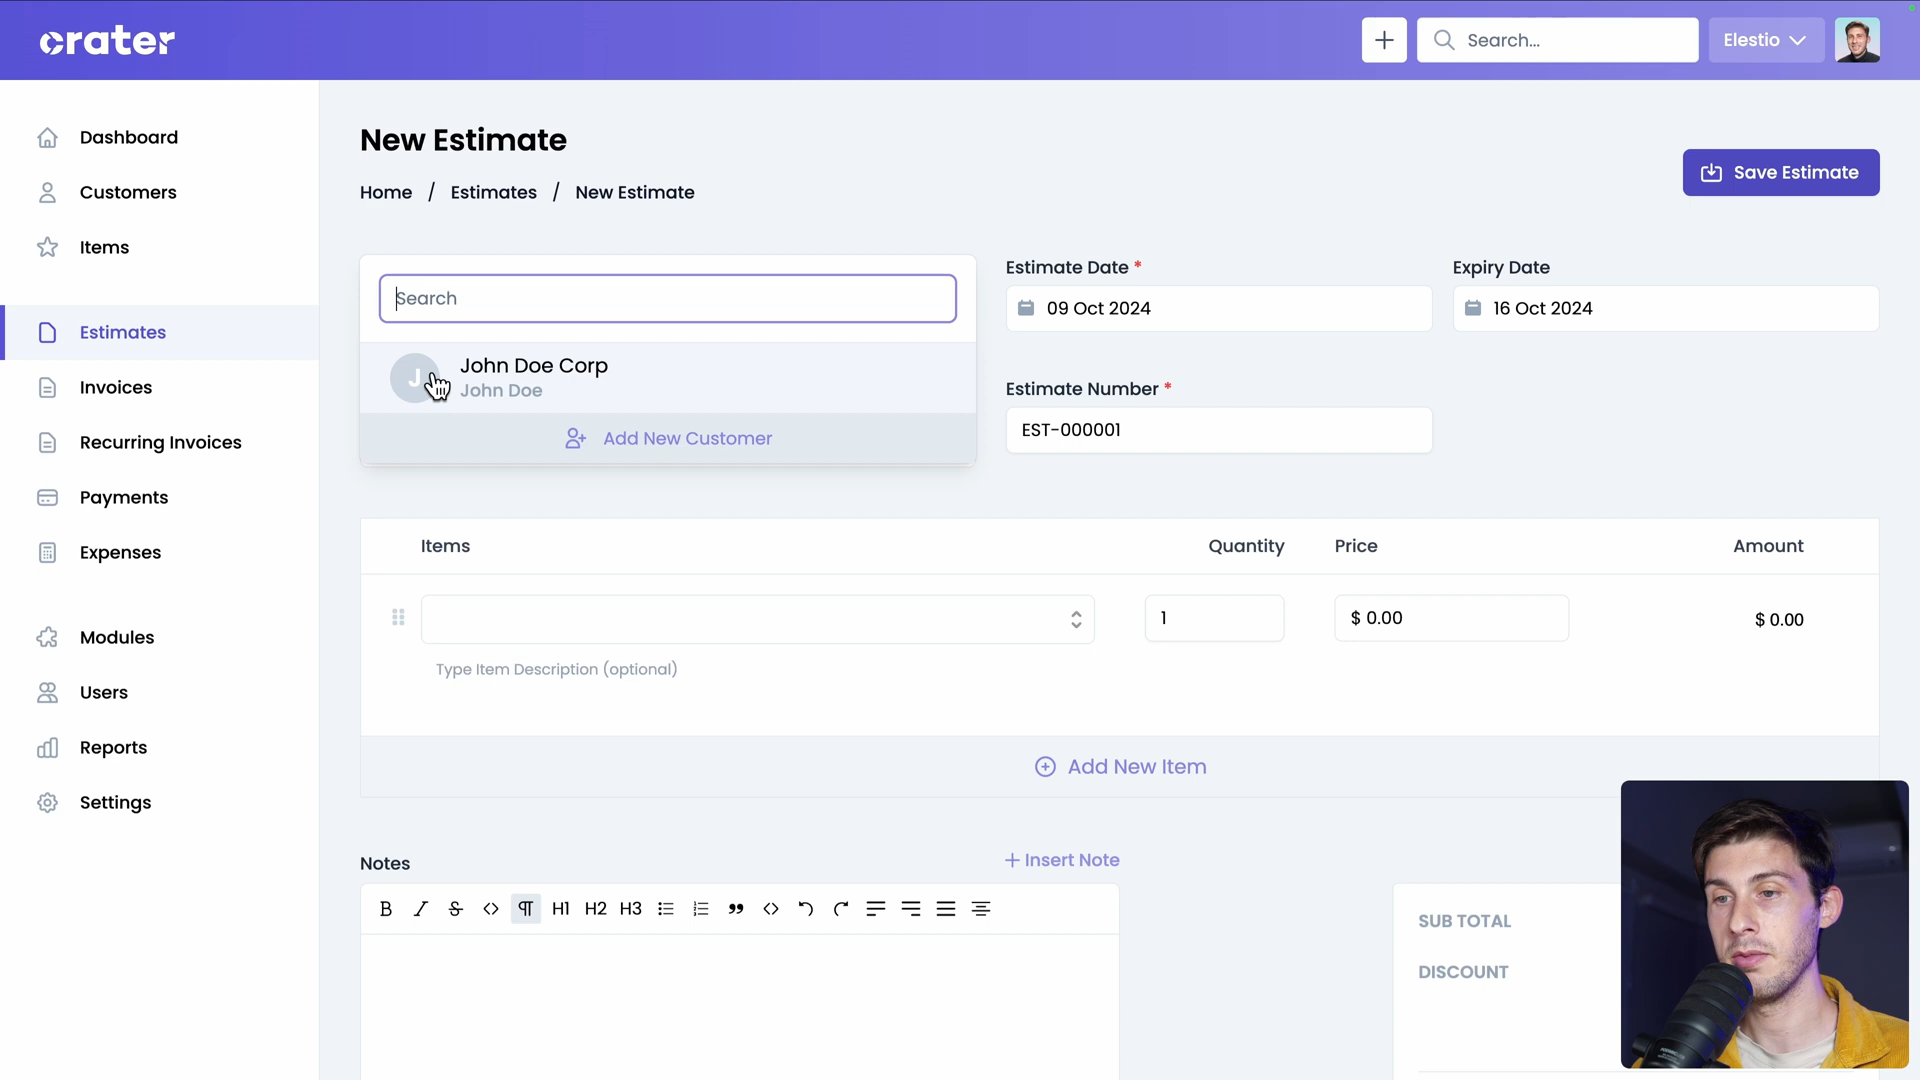 crater
Search...
Elestio
Dashboard
Customers
Items
Estimates
Invoices
Recurring Invoices
Payments
Expenses
Modules
Users
Reports
Settings
New Estimate
Home / Estimates / New Estimate
Save Estimate
Search
J
John Doe Corp
John Doe
Add New Customer
Estimate Date *
09 Oct 2024
Expiry Date
16 Oct 2024
Estimate Number *
EST-000001
Items Quantity Price Amount
1 $ 0.00 $ 0.00
Type Item Description (optional)
Add New Item
Notes
+ Insert Note
B I S <> ¶ H1 H2 H3
SUB TOTAL
DISCOUNT